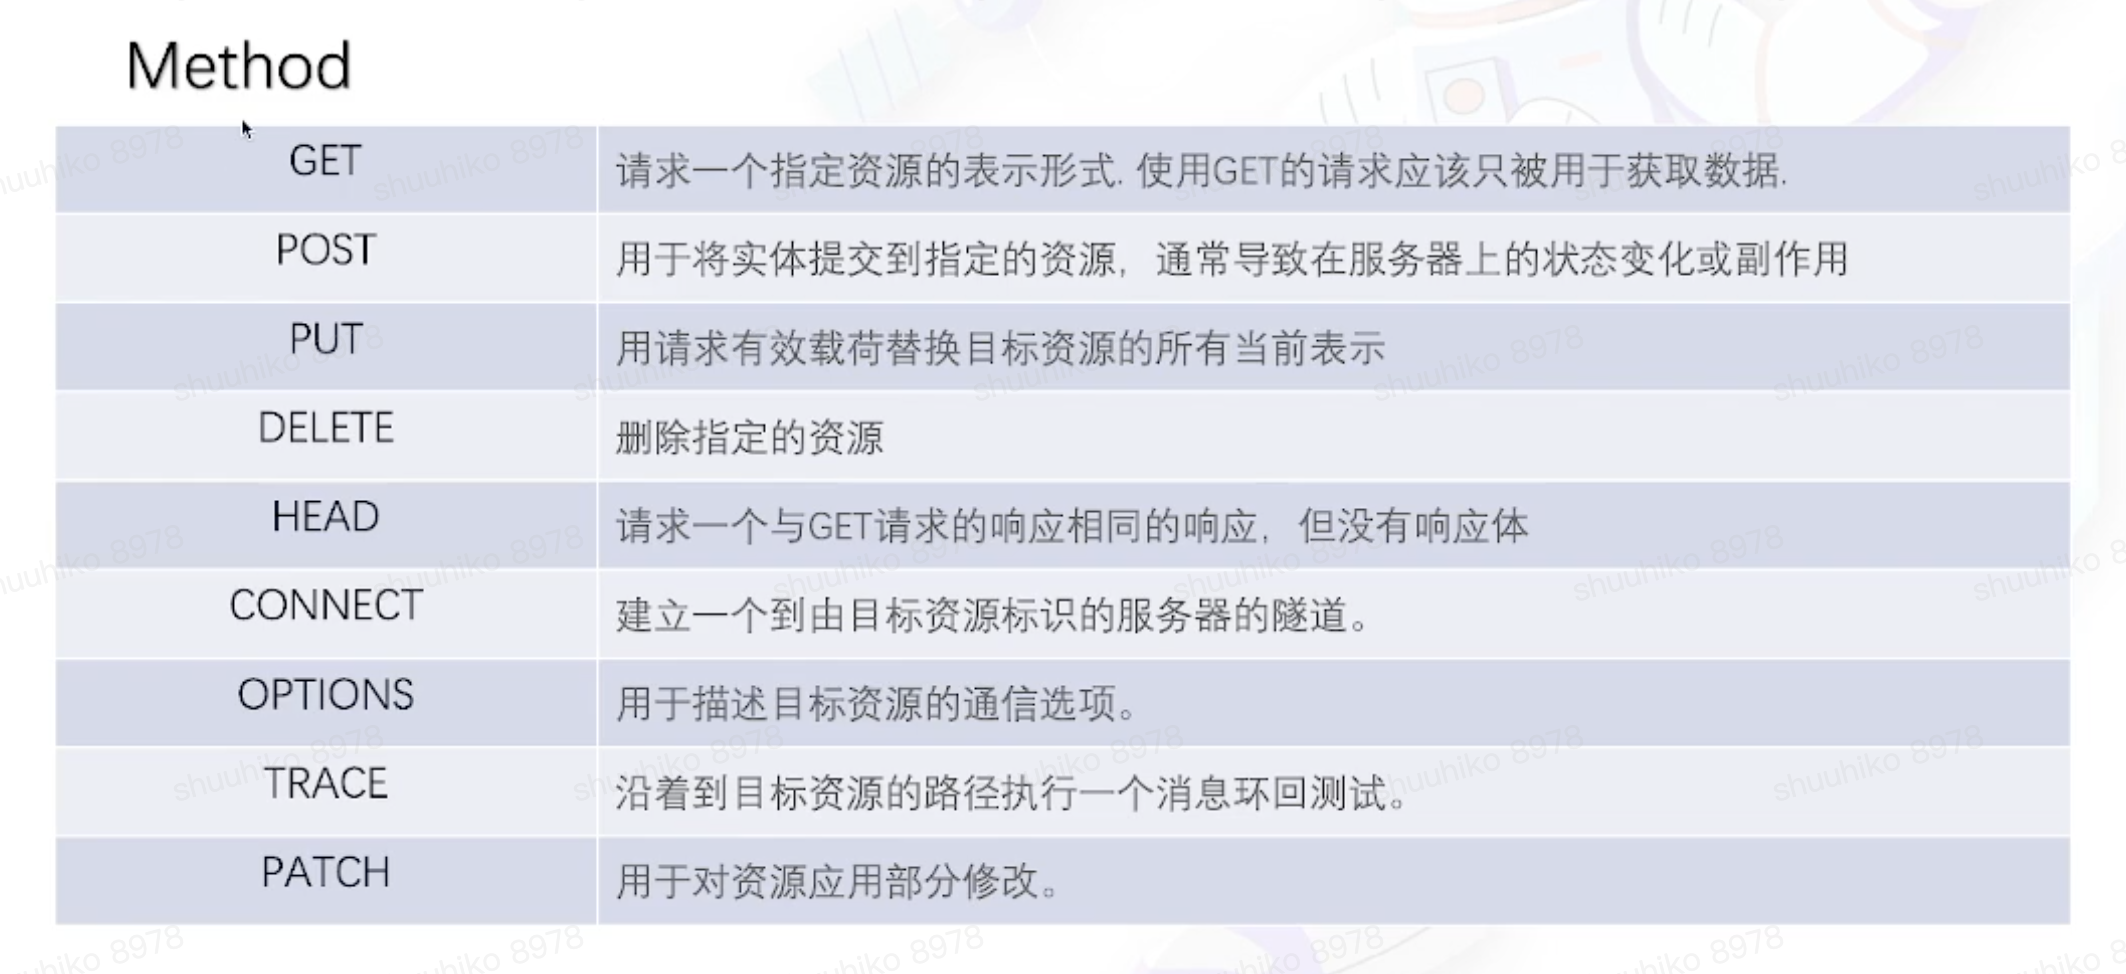 Method
GET
请求一个指定资源的表示形式. 使用GET的请求应该只被用于获取数据.
POST
用于将实体提交到指定的资源，通常导致在服务器上的状态变化或副作用
PUT
用请求有效载荷替换目标资源的所有当前表示
DELETE
删除指定的资源
HEAD
请求一个与GET请求的响应相同的响应，但没有响应体
CONNECT
建立一个到由目标资源标识的服务器的隧道。
OPTIONS
用于描述目标资源的通信选项。
TRACE
沿着到目标资源的路径执行一个消息环回测试。
PATCH
用于对资源应用部分修改。
shuuhiko 8978